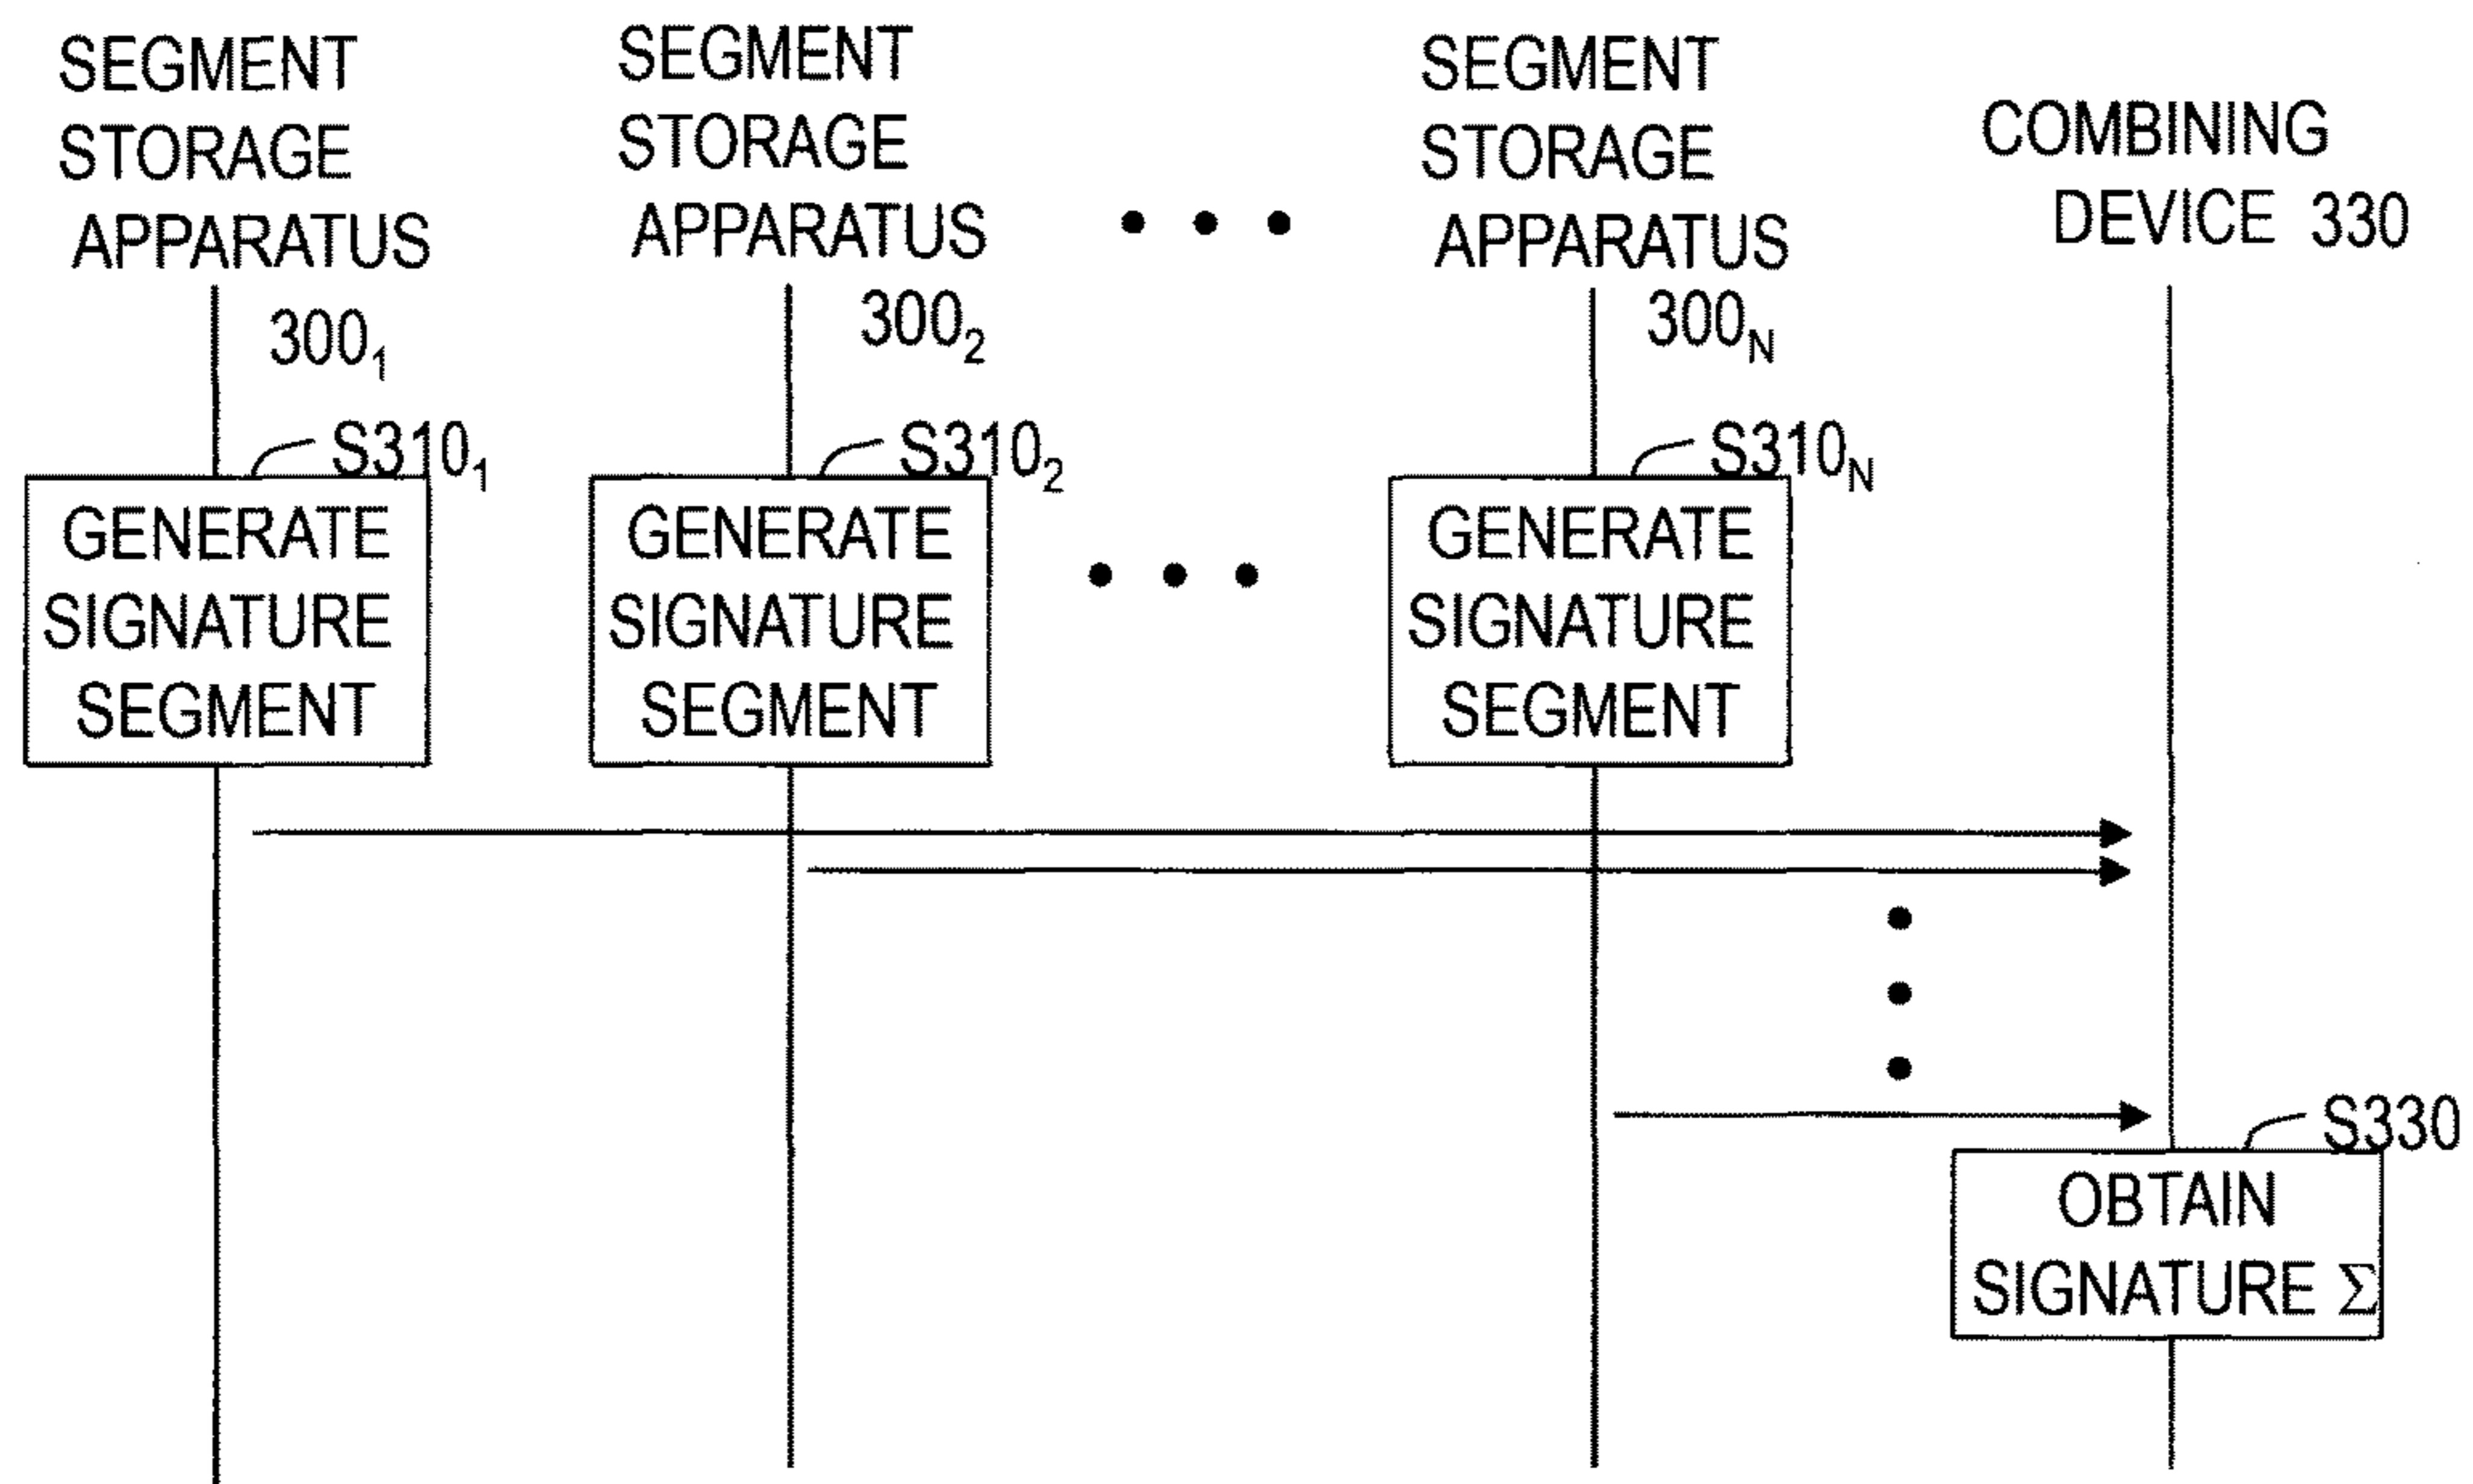 SEGMENT
STORAGE
APPARATUS
300₁
SEGMENT
STORAGE
APPARATUS
300₂
SEGMENT
STORAGE
APPARATUS
300N
COMBINING
DEVICE 330
S310₁
GENERATE
SIGNATURE
SEGMENT
S310₂
GENERATE
SIGNATURE
SEGMENT
S310N
GENERATE
SIGNATURE
SEGMENT
S330
OBTAIN
SIGNATURE Σ